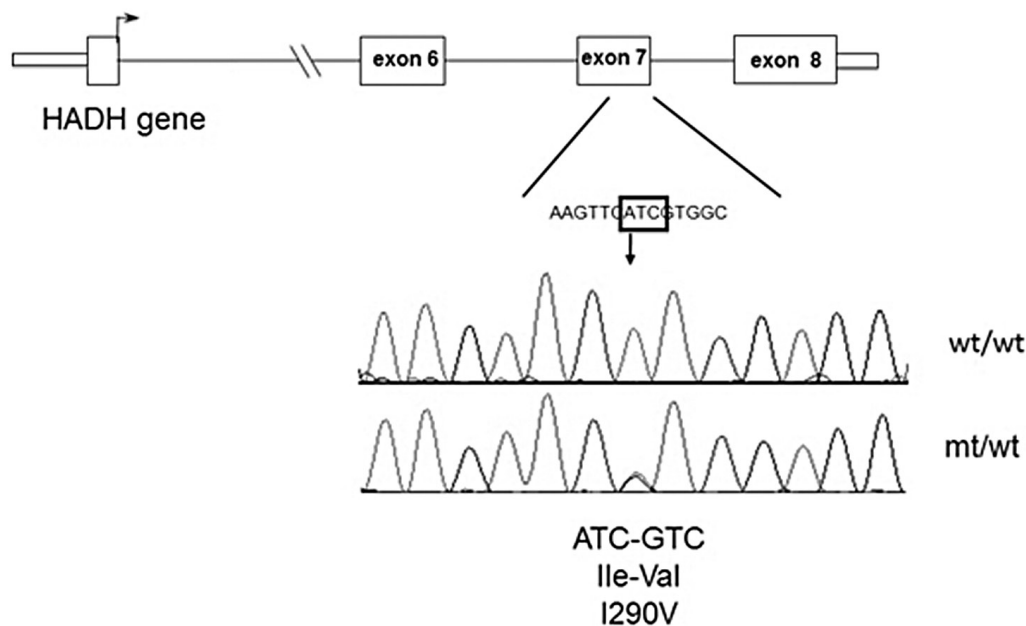 exon 6
exon 7
exon 8
HADH gene
AAGTTCATCGTGGC
wt/wt
mt/wt
ATC-GTC
Ile-Val
I290V